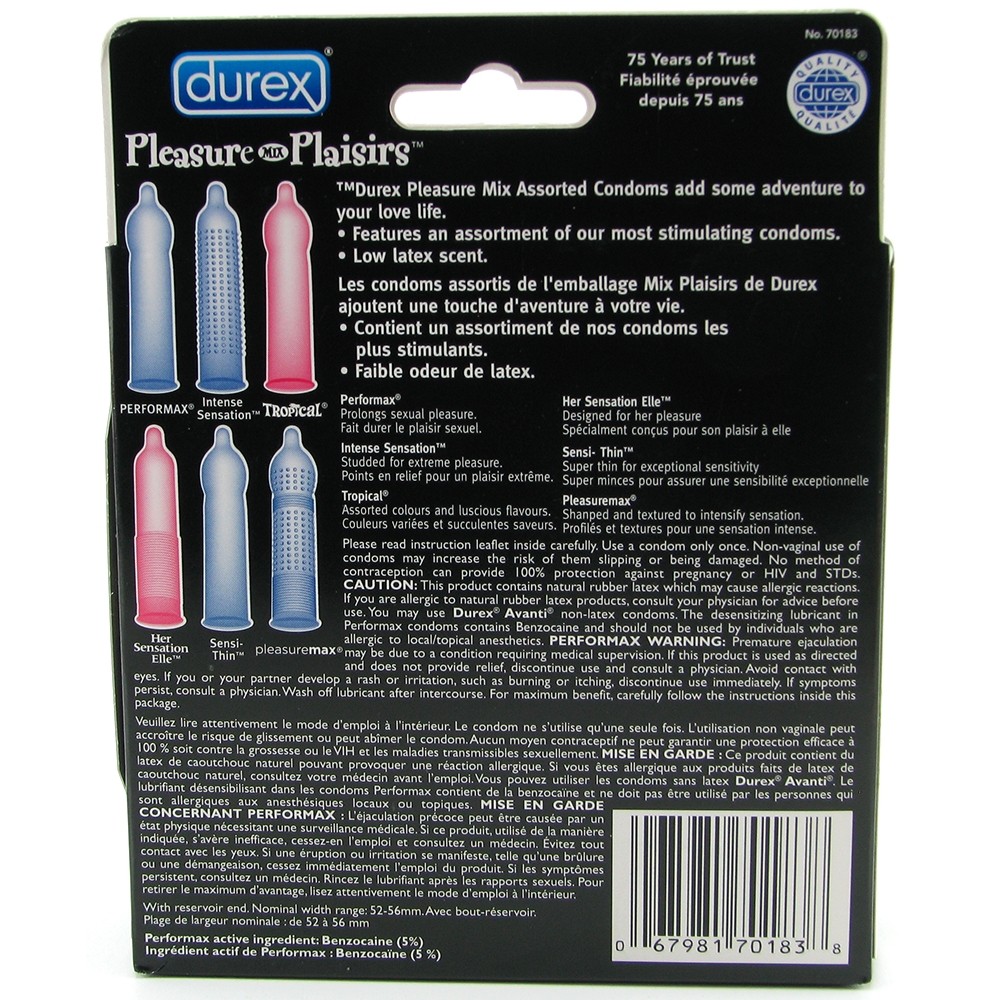 No. 70183
durex®
75 Years of Trust
Fiabilité éprouvée
depuis 75 ans
QUALITY
durex
QUALITÉ
®
Pleasure MIX Plaisirs™
™Durex Pleasure Mix Assorted Condoms add some adventure to
your love life.
• Features an assortment of our most stimulating condoms.
• Low latex scent.
Les condoms assortis de l'emballage Mix Plaisirs de Durex
ajoutent une touche d'aventure à votre vie.
• Contient un assortiment de nos condoms les
plus stimulants.
• Faible odeur de latex.
PERFORMAX®
Intense
Sensation™
TROPICAL®
Performax®
Prolongs sexual pleasure.
Fait durer le plaisir sexuel.
Intense Sensation™
Studded for extreme pleasure.
Points en relief pour un plaisir extrême.
Tropical®
Assorted colours and luscious flavours.
Couleurs variées et succulentes saveurs.
Her Sensation Elle™
Designed for her pleasure
Spécialment conçus pour son plaisir à elle
Sensi- Thin™
Super thin for exceptional sensitivity
Super minces pour assurer une sensibilité exceptionnelle
Pleasuremax®
Shanped and textured to intensify sensation.
Profilés et textures pour une sensation intense.
Her
Sensation
Elle™
Sensi-
Thin™
pleasuremax®
Please read instruction leaflet inside carefully. Use a condom only once. Non-vaginal use of
condoms may increase the risk of them slipping or being damaged. No method of
contraception can provide 100% protection against pregnancy or HIV and STDs.
CAUTION: This product contains natural rubber latex which may cause allergic reactions.
If you are allergic to natural rubber latex products, consult your physician for advice before
use. You may use Durex® Avanti® non-latex condoms. The desensitizing lubricant in
Performax condoms contains Benzocaine and should not be used by individuals who are
allergic to local/topical anesthetics. PERFORMAX WARNING: Premature ejaculation
may be due to a condition requiring medical supervision. If this product is used as directed
and does not provide relief, discontinue use and consult a physician. Avoid contact with
eyes. If you or your partner develop a rash or irritation, such as burning or itching, discontinue use immediately. If symptoms
persist, consult a physician. Wash off lubricant after intercourse. For maximum benefit, carefully follow the instructions inside this
package.
Veuillez lire attentivement le mode d'emploi à l'intérieur. Le condom ne s'utilise qu'une seule fois. L'utilisation non vaginale peut
accroître le risque de glissement ou peut abîmer le condom. Aucun moyen contraceptif ne peut garantir une protection efficace à
100 % soit contre la grossesse ou le VIH et les maladies transmissibles sexuellement. MISE EN GARDE : Ce produit contient du
latex de caoutchouc naturel pouvant provoquer une réaction allergique. Si vous êtes allergique aux produits faits de latex de
caoutchouc naturel, consultez votre médecin avant l'emploi. Vous pouvez utiliser les condoms sans latex Durex® Avanti®. Le
lubrifiant désensibilisant dans les condoms Performax contient de la benzocaïne et ne doit pas être utilisé par les personnes qui
sont allergiques aux anesthésiques locaux ou topiques. MISE EN GARDE
CONCERNANT PERFORMAX : L'éjaculation précoce peut être causée par un
état physique nécessitant une surveillance médicale. Si ce produit, utilisé de la manière
indiquée, s'avère inefficace, cessez-en l'emploi et consultez un médecin. Évitez tout
contact avec les yeux. Si une éruption ou irritation se manifeste, telle qu'une brûlure
ou une démangeaison, cessez immédiatement l'emploi du produit. Si les symptômes
persistent, consultez un médecin. Rincez le lubrifiant après les rapports sexuels. Pour
retirer le maximum d'avantage, lisez attentivement le mode d'emploi à l'intérieur.
With reservoir end. Nominal width range: 52-56mm. Avec bout-réservoir.
Plage de largeur nominale : de 52 à 56 mm
Performax active ingredient: Benzocaine (5%)
Ingrédient actif de Performax : Benzocaïne (5 %)
0 67981 70183 8